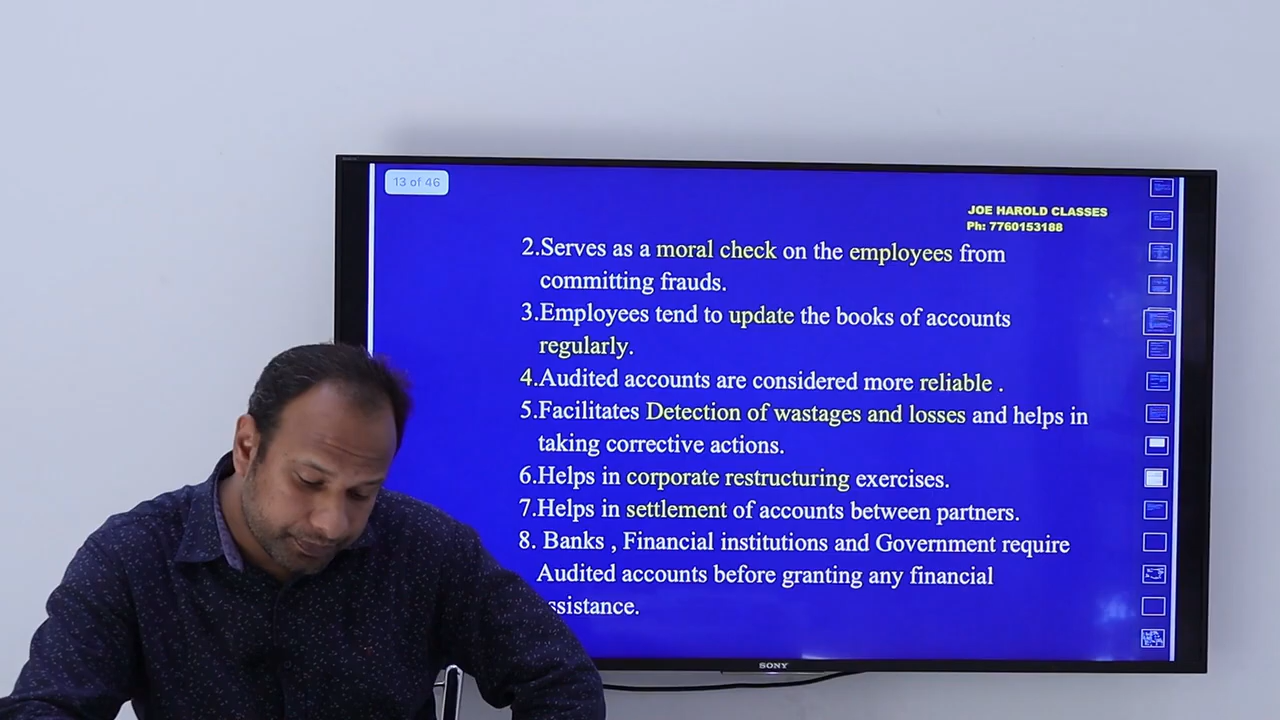 13 of 46
JOE HAROLD CLASSES
Ph: 7760153188
2.Serves as a moral check on the employees from
committing frauds.
3.Employees tend to update the books of accounts
regularly.
4.Audited accounts are considered more reliable .
5.Facilitates Detection of wastages and losses and helps in
taking corrective actions.
6.Helps in corporate restructuring exercises.
7.Helps in settlement of accounts between partners.
8. Banks , Financial institutions and Government require
Audited accounts before granting any financial
ssistance.
SONY